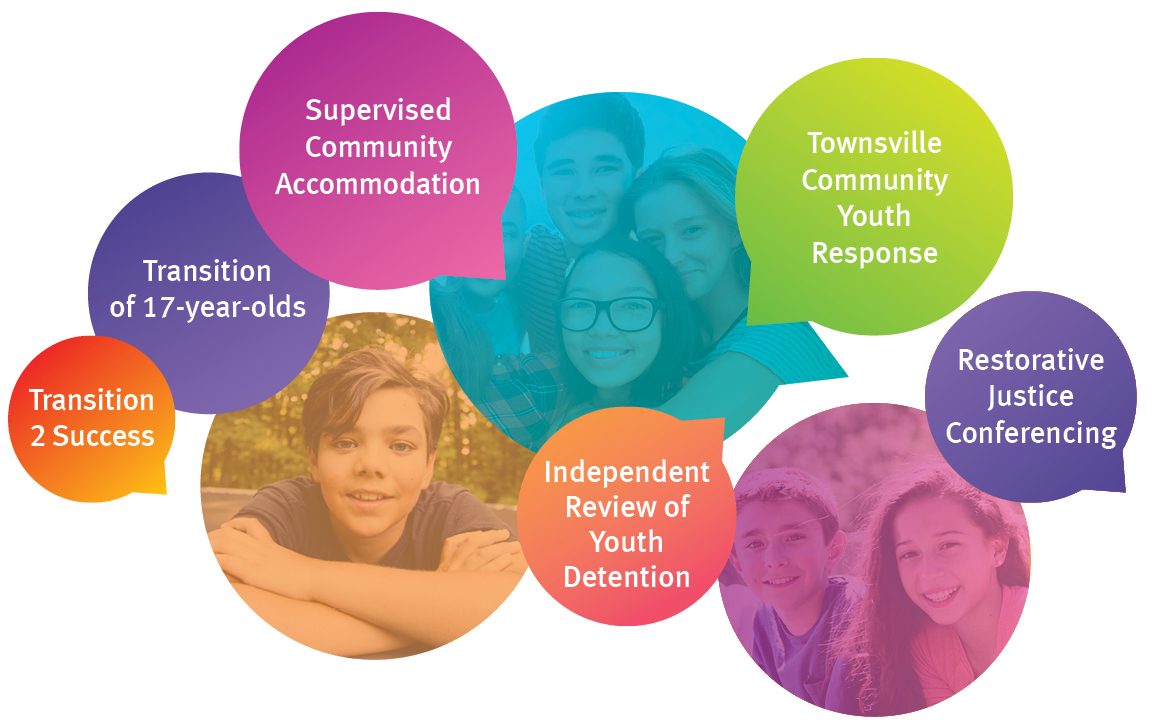 Supervised
Community
Accommodation
Townsville
Community
Youth
Response
Transition
of 17-year-olds
Transition
2 Success
Restorative
Justice
Conferencing
Independent
Review of
Youth
Detention